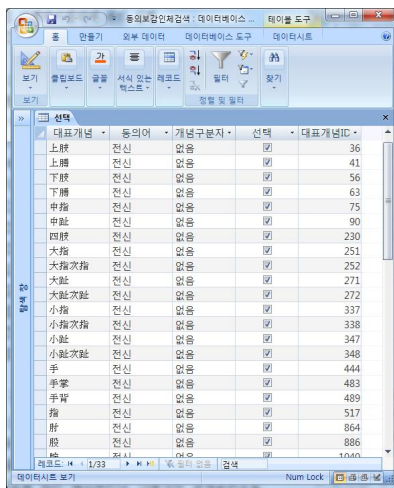 동의보감인체검색 : 데이터베이스 ... 테이블 도구
홈 만들기 외부 데이터 데이터베이스 도구 데이터시트
보기 클립보드 글꼴 서식 있는 텍스트 레코드 필터 찾기
보기 정렬 및 필터
선택
대표개념 동의어 개념구분자 선택 대표개념ID
上肢 전신 없음 36
上膊 전신 없음 41
下肢 전신 없음 56
下膊 전신 없음 63
中指 전신 없음 75
中趾 전신 없음 90
四肢 전신 없음 230
大指 전신 없음 251
大指次指 전신 없음 252
大趾 전신 없음 271
大趾次趾 전신 없음 272
小指 전신 없음 337
小指次指 전신 없음 338
小趾 전신 없음 347
小趾次趾 전신 없음 348
手 전신 없음 444
手掌 전신 없음 483
手背 전신 없음 489
指 전신 없음 517
肘 전신 없음 864
股 전신 없음 886
전신 없음 1040
탐색 창
레코드: 1/33 필터 없음 검색
데이터시트 보기 Num Lock